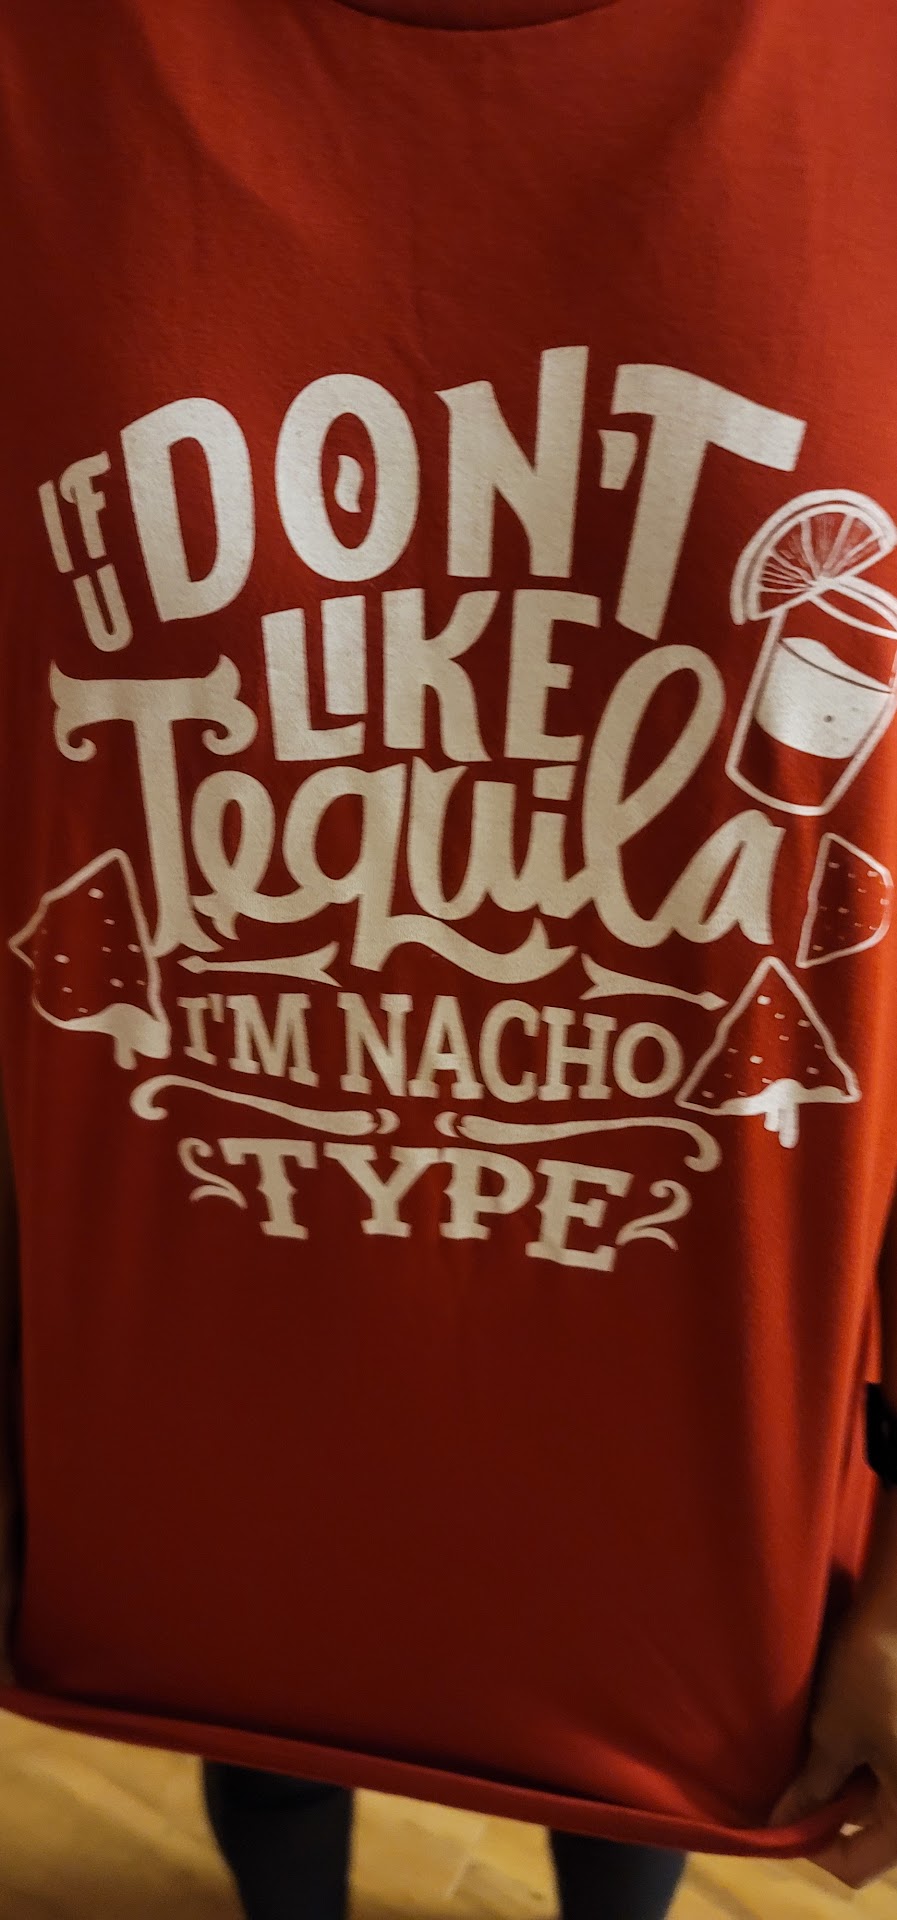 IF U DON'T
LIKE
Tequila
I'M NACHO
TYPE